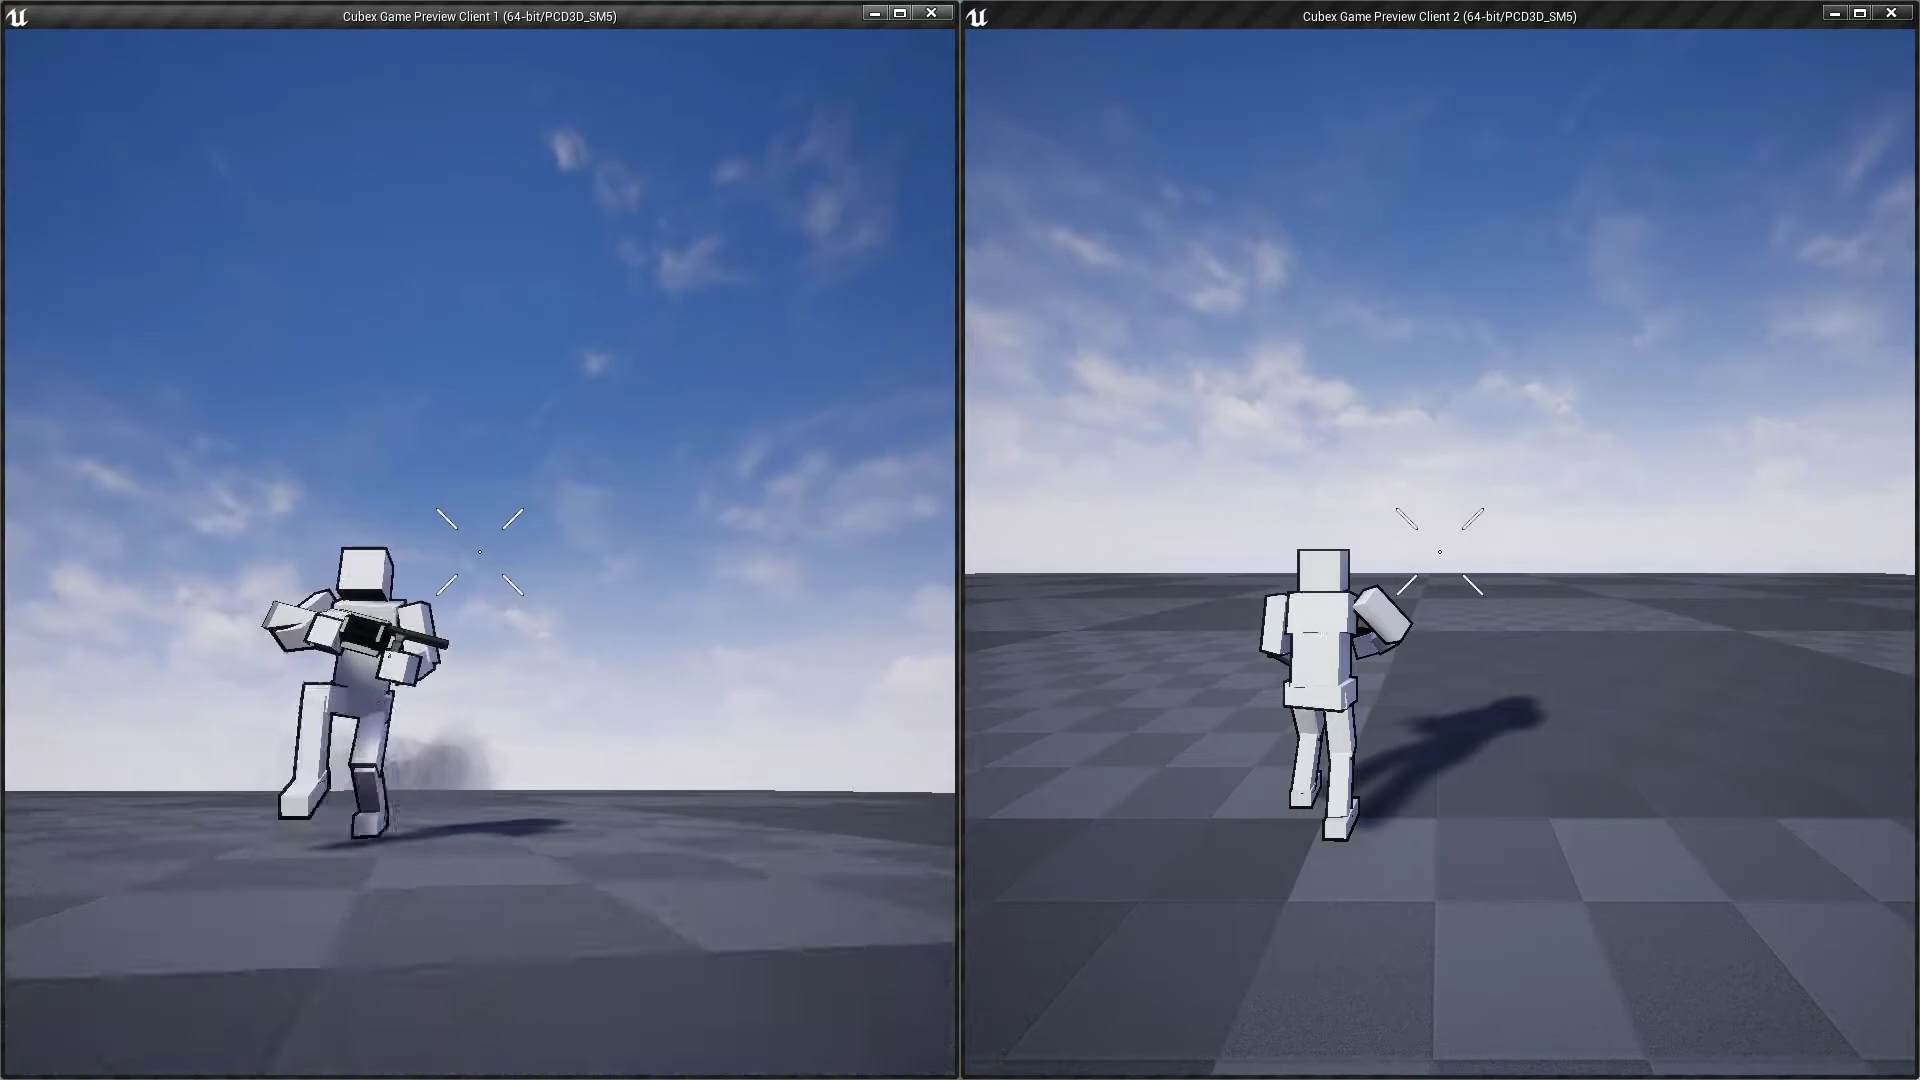 Cubex Game Preview Client 1 (64-bit/PCD3D_SM5)
Cubex Game Preview Client 2 (64-bit/PCD3D_SM5)